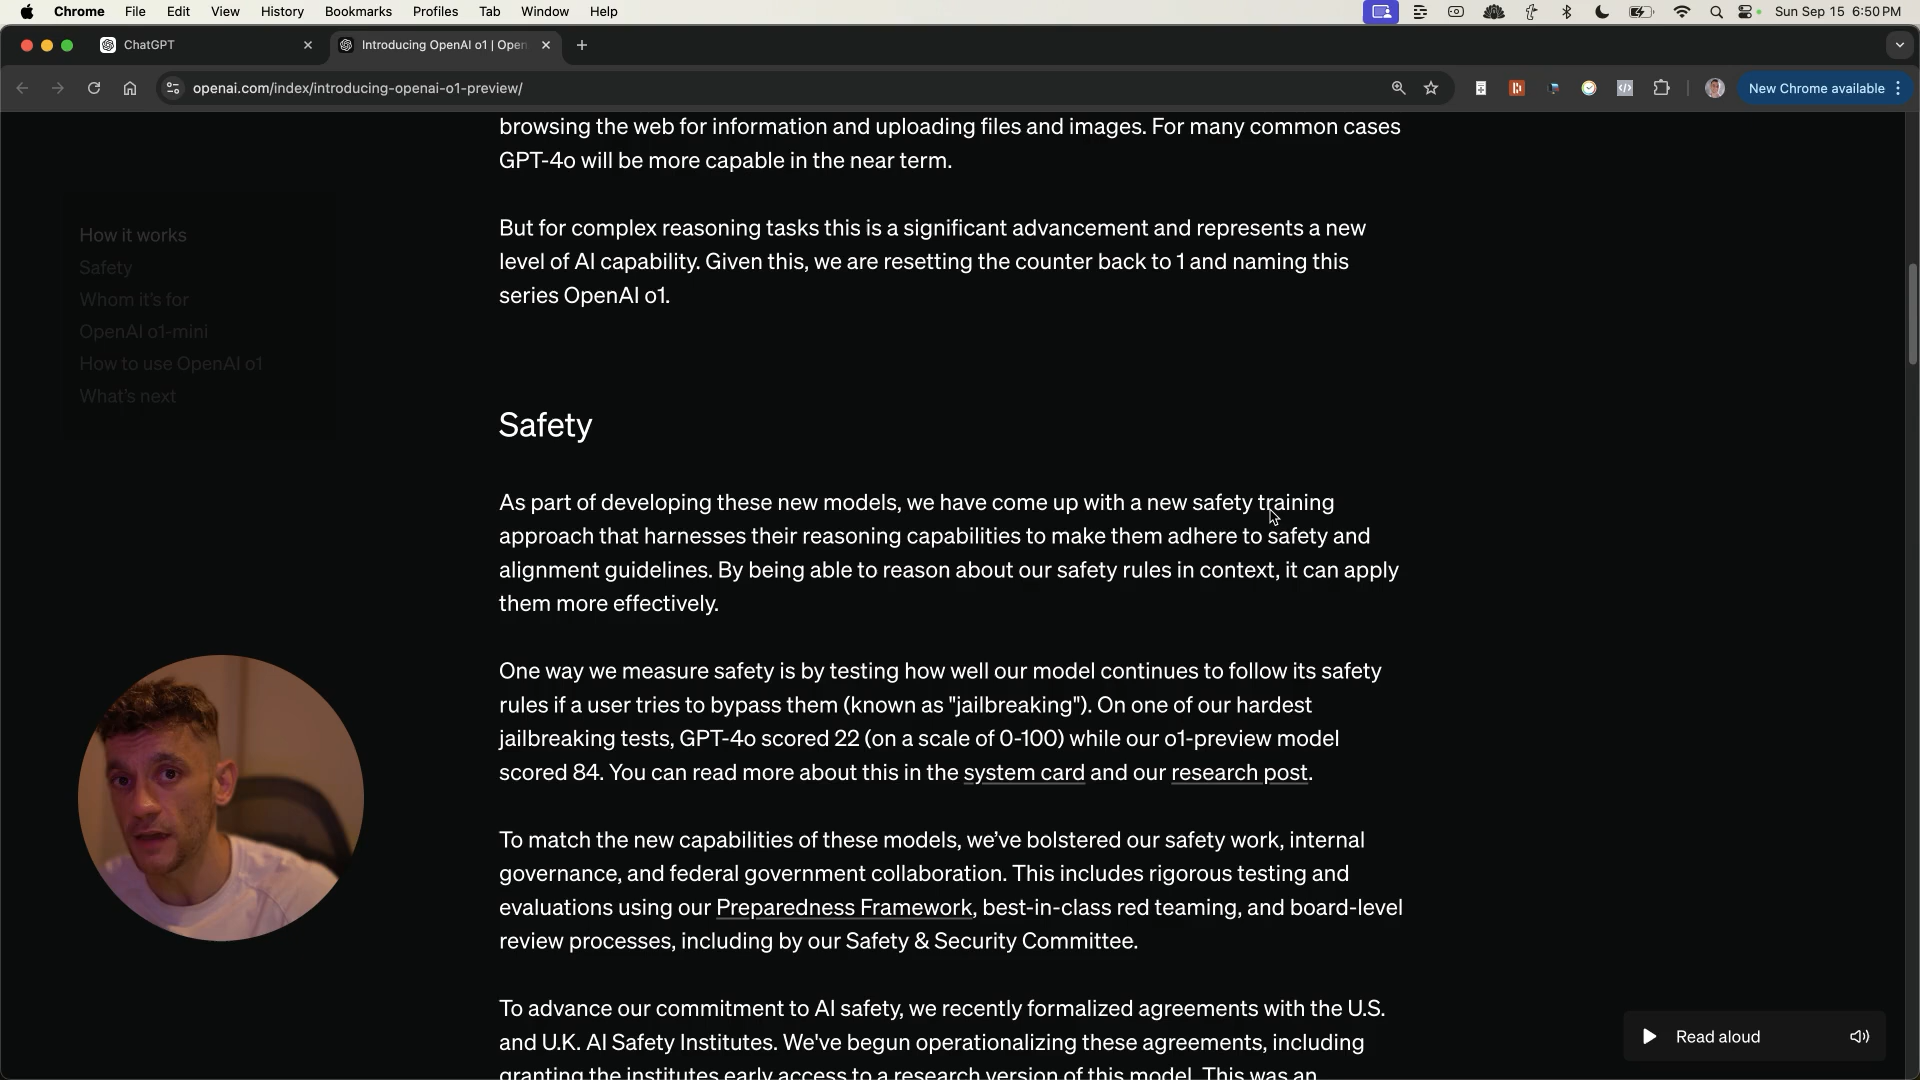 Chrome File Edit View History Bookmarks Profiles Tab Window Help Sun Sep 15 6:50 PM
ChatGPT Introducing OpenAI o1 | Open
openai.com/index/introducing-openai-o1-preview/ New Chrome available
browsing the web for information and uploading files and images. For many common cases
GPT-4o will be more capable in the near term.
But for complex reasoning tasks this is a significant advancement and represents a new
level of AI capability. Given this, we are resetting the counter back to 1 and naming this
series OpenAI o1.
How it works
Safety
Whom it's for
OpenAI o1-mini
How to use OpenAI o1
What's next
Safety
As part of developing these new models, we have come up with a new safety training
approach that harnesses their reasoning capabilities to make them adhere to safety and
alignment guidelines. By being able to reason about our safety rules in context, it can apply
them more effectively.
One way we measure safety is by testing how well our model continues to follow its safety
rules if a user tries to bypass them (known as "jailbreaking"). On one of our hardest
jailbreaking tests, GPT-4o scored 22 (on a scale of 0-100) while our o1-preview model
scored 84. You can read more about this in the system card and our research post.
To match the new capabilities of these models, we’ve bolstered our safety work, internal
governance, and federal government collaboration. This includes rigorous testing and
evaluations using our Preparedness Framework, best-in-class red teaming, and board-level
review processes, including by our Safety & Security Committee.
To advance our commitment to AI safety, we recently formalized agreements with the U.S.
and U.K. AI Safety Institutes. We've begun operationalizing these agreements, including
granting the institutes early access to a research version of this model. This was an
Read aloud